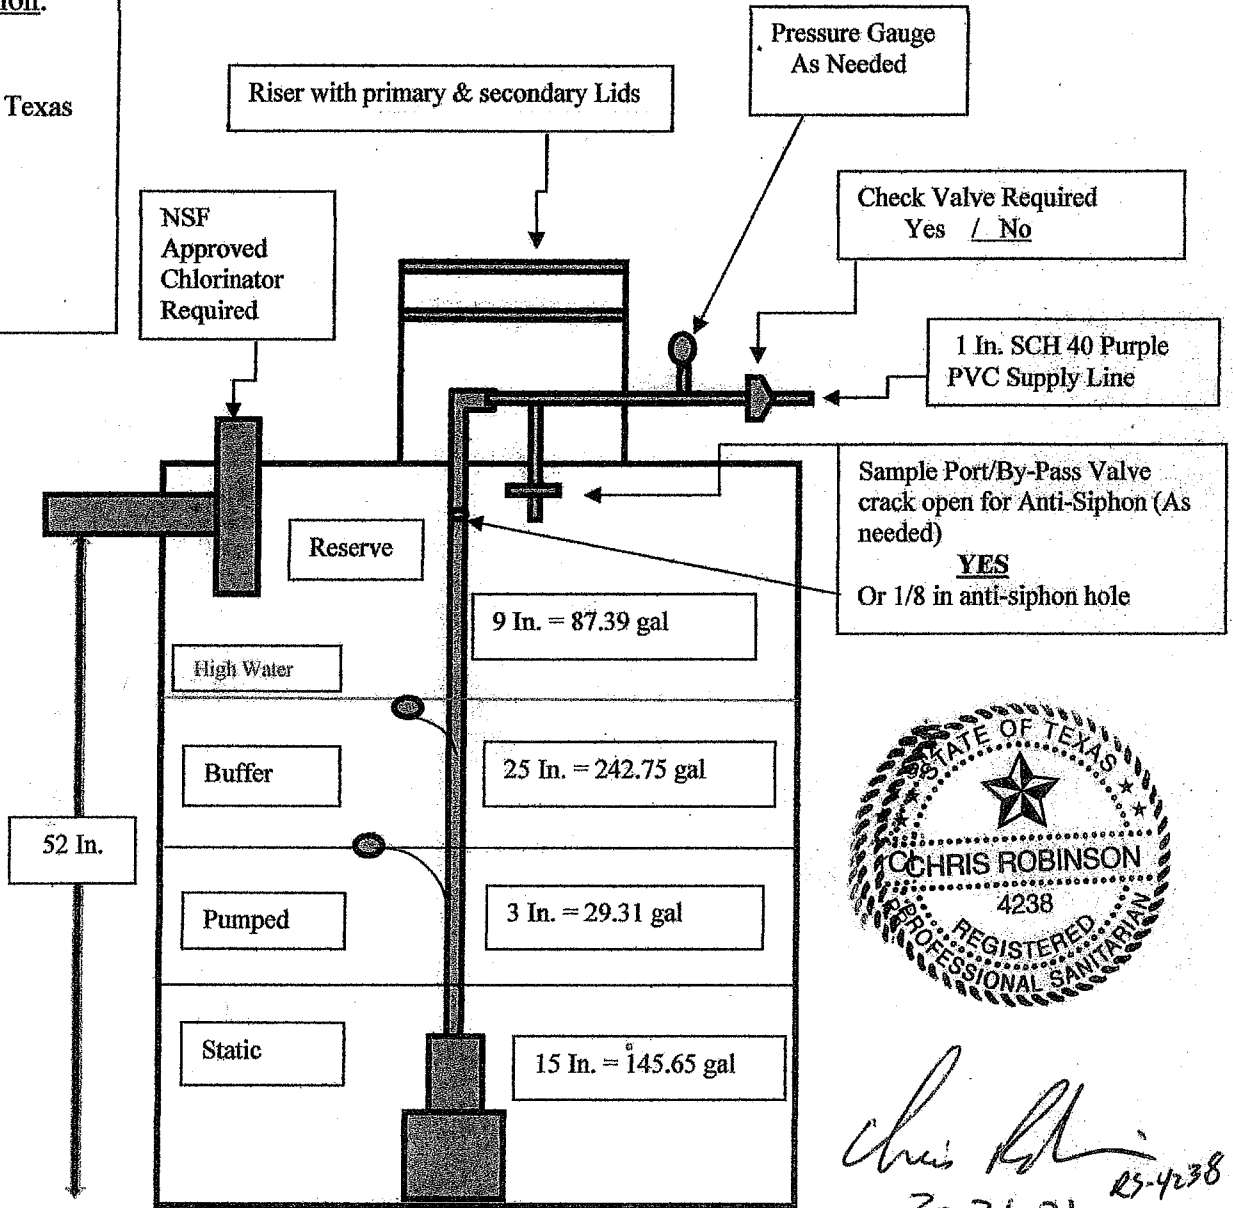 Texas
Pressure Gauge
As Needed
Riser with primary & secondary Lids
NSF
Approved
Chlorinator
Required
Check Valve Required
Yes / No
1 In. SCH 40 Purple
PVC Supply Line
Sample Port/By-Pass Valve
crack open for Anti-Siphon (As
needed)
YES
Or 1/8 in anti-siphon hole
Reserve
9 In. = 87.39 gal
High Water
Buffer
25 In. = 242.75 gal
52 In.
Pumped
3 In. = 29.31 gal
Static
15 In. = 145.65 gal
STATE OF TEXAS
CHRIS ROBINSON
4238
REGISTERED
PROFESSIONAL SANITARIAN
Chris Robinson
RS-4238